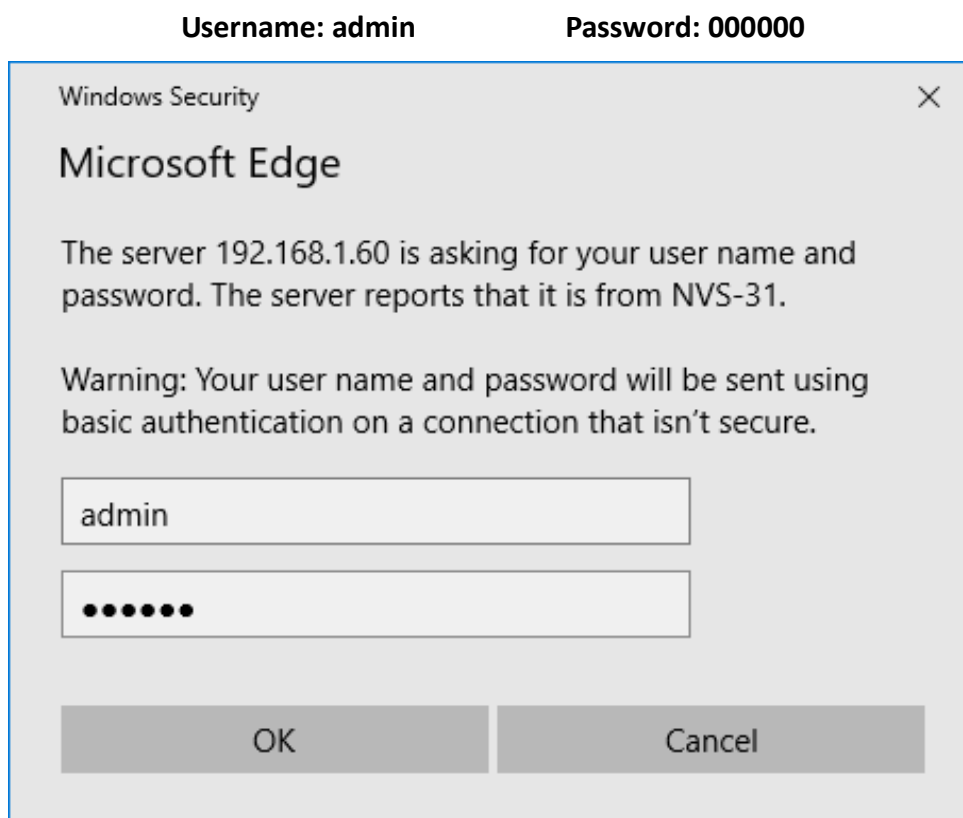 Username: admin Password: 000000
Windows Security
Microsoft Edge
The server 192.168.1.60 is asking for your user name and
password. The server reports that it is from NVS-31.
Warning: Your user name and password will be sent using
basic authentication on a connection that isn’t secure.
admin
●●●●●●
OK Cancel